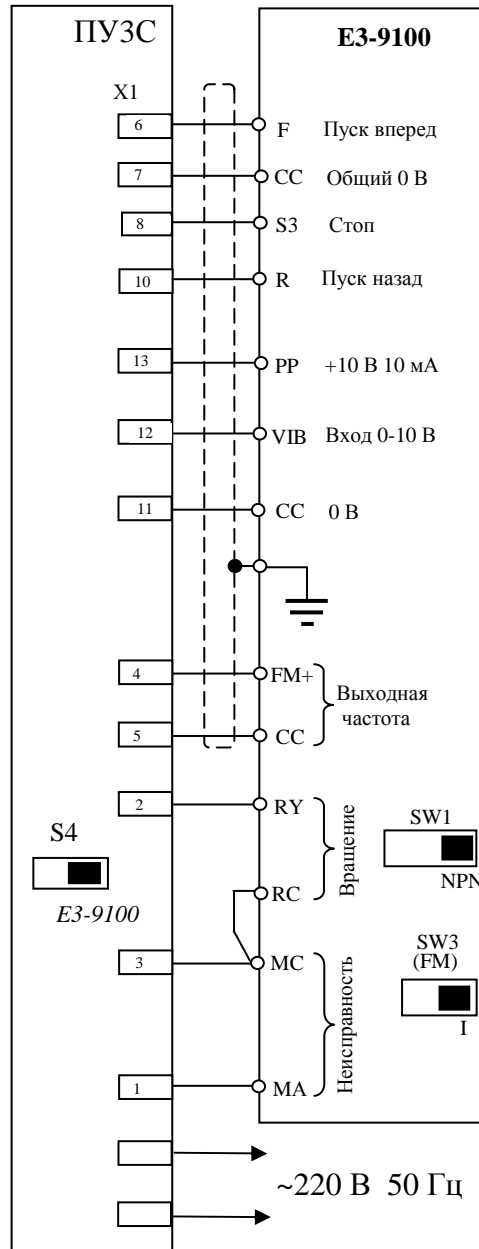 ПУ3С E3-9100
X1
6 F Пуск вперед
7 CC Общий 0 В
8 S3 Стоп
10 R Пуск назад
13 PP +10 В 10 мА
12 VIB Вход 0-10 В
11 CC 0 В
4 FM+
Выходная
частота
5 CC
2 RY
Вращение
SW1
NPN
S4
E3-9100
RC
3 MC
SW3
(FM)
I
Неисправность
1 MA
~220 В 50 Гц